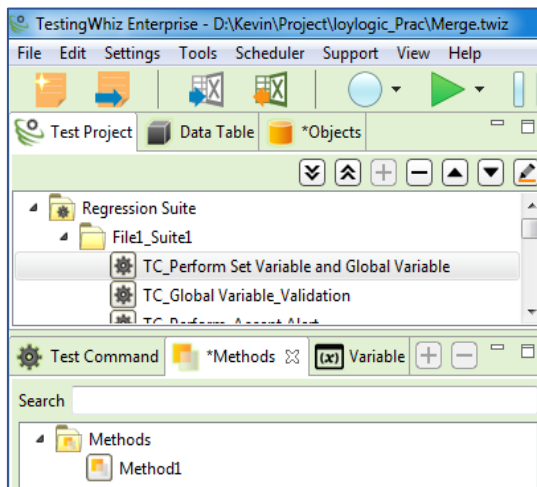 TestingWhiz Enterprise - D:\Kevin\Project\loylogic_Prac\Merge.twiz
File Edit Settings Tools Scheduler Support View Help
Test Project Data Table *Objects
Regression Suite
File1_Suite1
TC_Perform Set Variable and Global Variable
TC_Global Variable_Validation
TC_Perform_Accept Alert
Test Command *Methods (x) Variable
Search
Methods
Method1